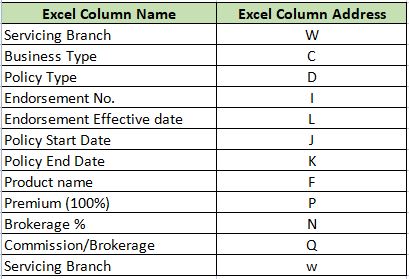 Excel Column Name Excel Column Address
Servicing Branch W
Business Type C
Policy Type D
Endorsement No. I
Endorsement Effective date L
Policy Start Date J
Policy End Date K
Product name F
Premium (100%) P
Brokerage % N
Commission/Brokerage Q
Servicing Branch w